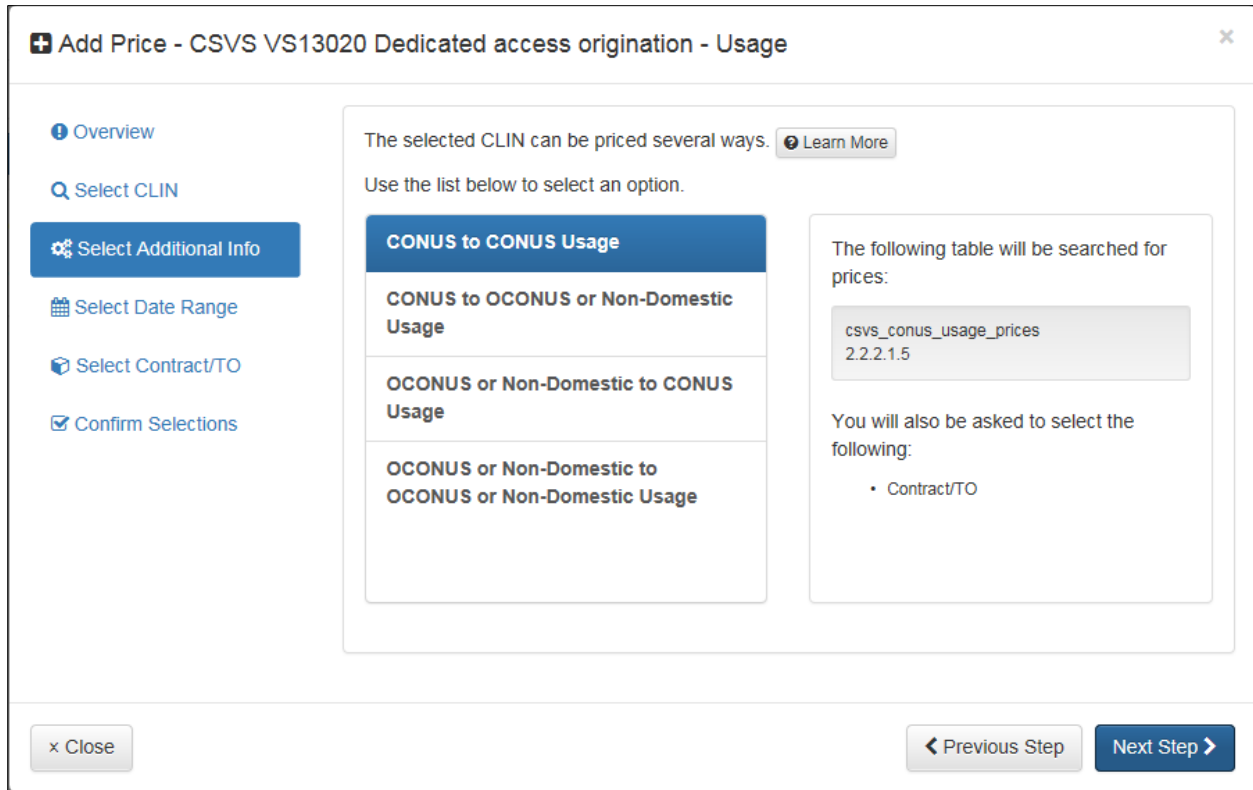 Add Price - CSVS VS13020 Dedicated access origination - Usage
×
Overview
Select CLIN
Select Additional Info
Select Date Range
Select Contract/TO
Confirm Selections
The selected CLIN can be priced several ways. Learn More
Use the list below to select an option.
CONUS to CONUS Usage
CONUS to OCONUS or Non-Domestic
Usage
OCONUS or Non-Domestic to CONUS
Usage
OCONUS or Non-Domestic to
OCONUS or Non-Domestic Usage
The following table will be searched for
prices:
csvs_conus_usage_prices
2.2.2.1.5
You will also be asked to select the
following:
• Contract/TO
× Close
Previous Step
Next Step